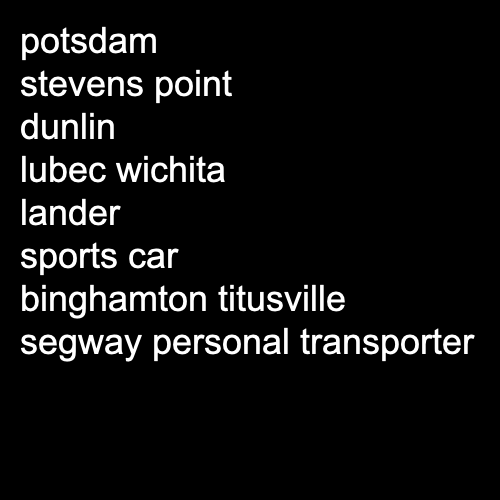 potsdam
stevens point
dunlin
lubec wichita
lander
sports car
binghamton titusville
segway personal transporter